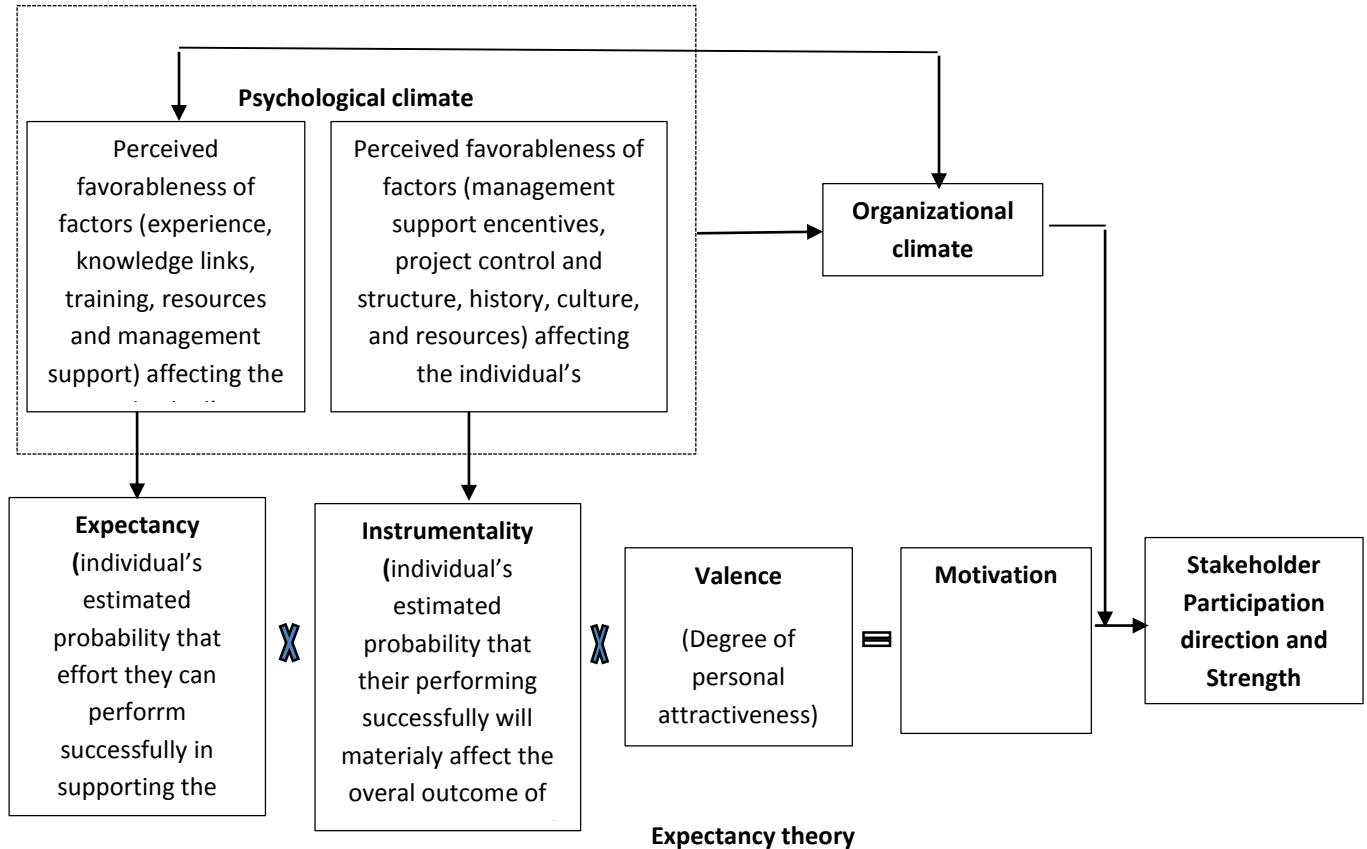 Psychological climate
Perceived
favorableness of
factors (experience,
knowledge links,
training, resources
and management
support) affecting the
Perceived favorableness of
factors (management
support encentives,
project control and
structure, history, culture,
and resources) affecting
the individual’s
Organizational
climate
Expectancy
(individual’s
estimated
probability that
effort they can
perforrm
successfully in
supporting the
Instrumentality
(individual’s
estimated
probability that
their performing
successfully will
materialy affect the
overal outcome of
Valence
(Degree of
personal
attractiveness)
Motivation
Stakeholder
Participation
direction and
Strength
Expectancy theory